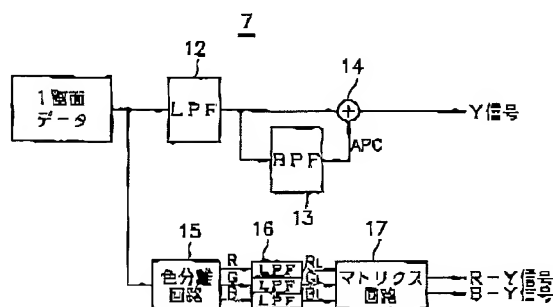 7
12
14
1画面
データ
LPF
Y信号
BPF
APC
13
15
16
17
色分離
回路
R
G
B
LPF
LPF
LPF
RL
GL
BL
マトリクス
回路
R-Y信号
B-Y信号